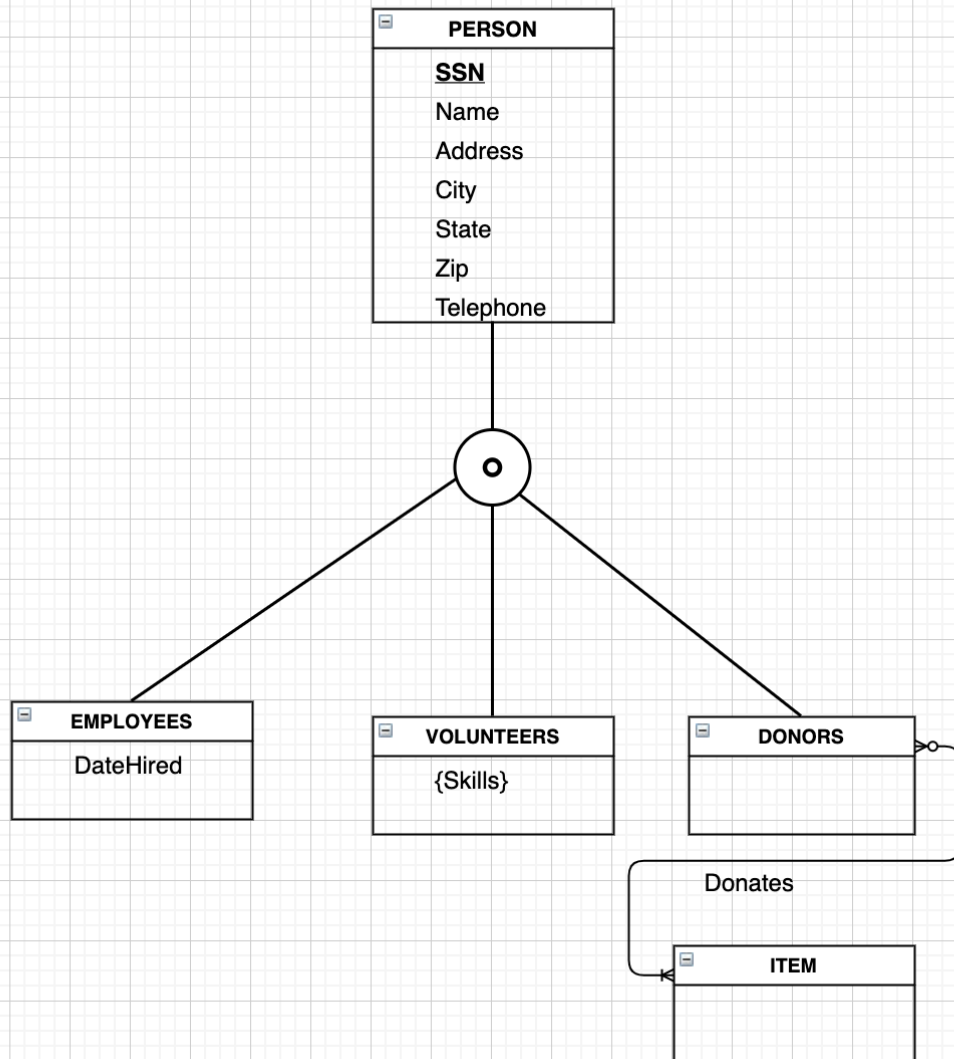 PERSON
SSN
Name
Address
City
State
Zip
Telephone
o
EMPLOYEES
DateHired
VOLUNTEERS
{Skills}
DONORS
Donates
ITEM